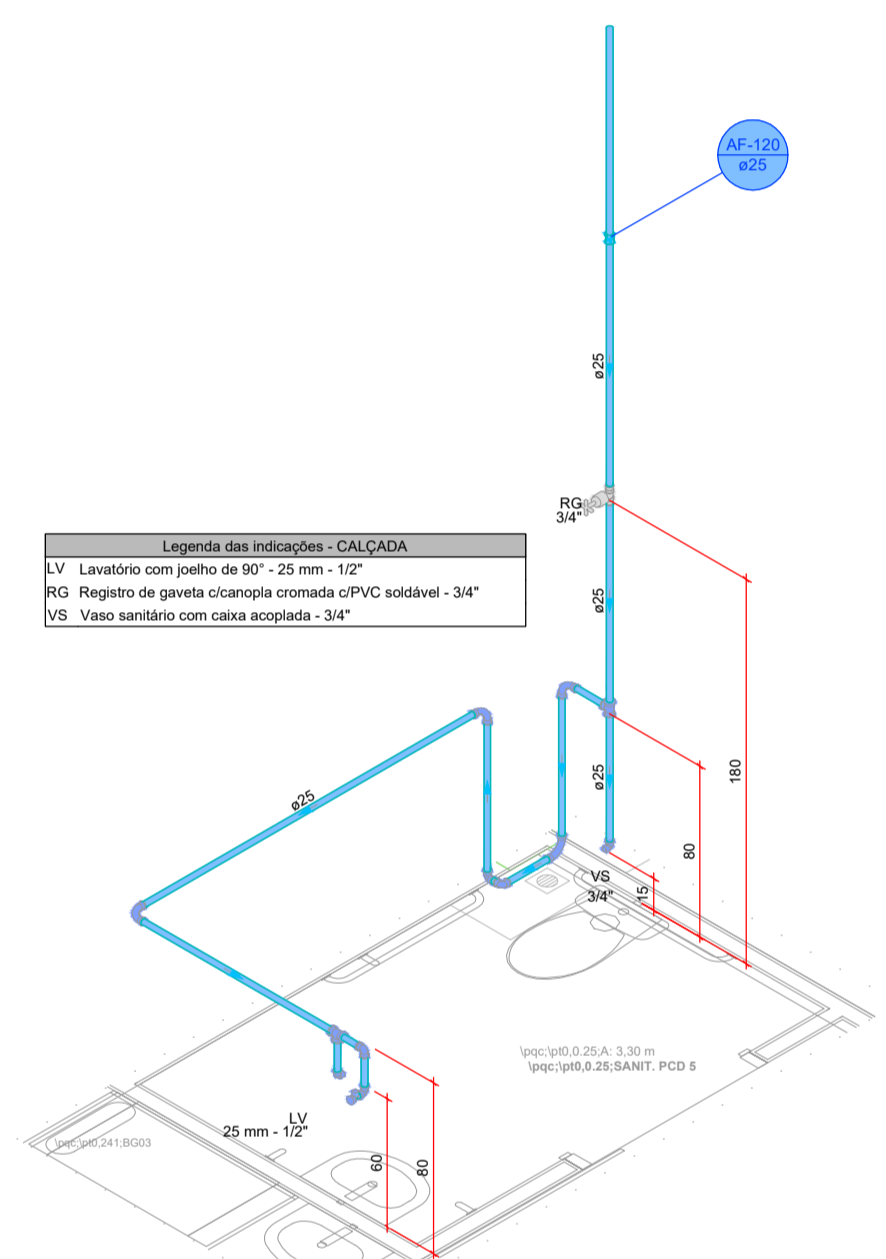 AF-120
ø25
ø25
RG
3/4"
Legenda das indicações - CALÇADA
LV Lavatório com joelho de 90° - 25 mm - 1/2"
RG Registro de gaveta c/canopla cromada c/PVC soldável - 3/4"
VS Vaso sanitário com caixa acoplada - 3/4"
ø25
180
ø25
ø25
80
VS
3/4"
15
\pqc;\pt0,0.25;A: 3,30 m
\pqc;\pt0,0.25;SANIT. PCD 5
LV
25 mm - 1/2"
\pqc;\pt0,241;BG03
60
80